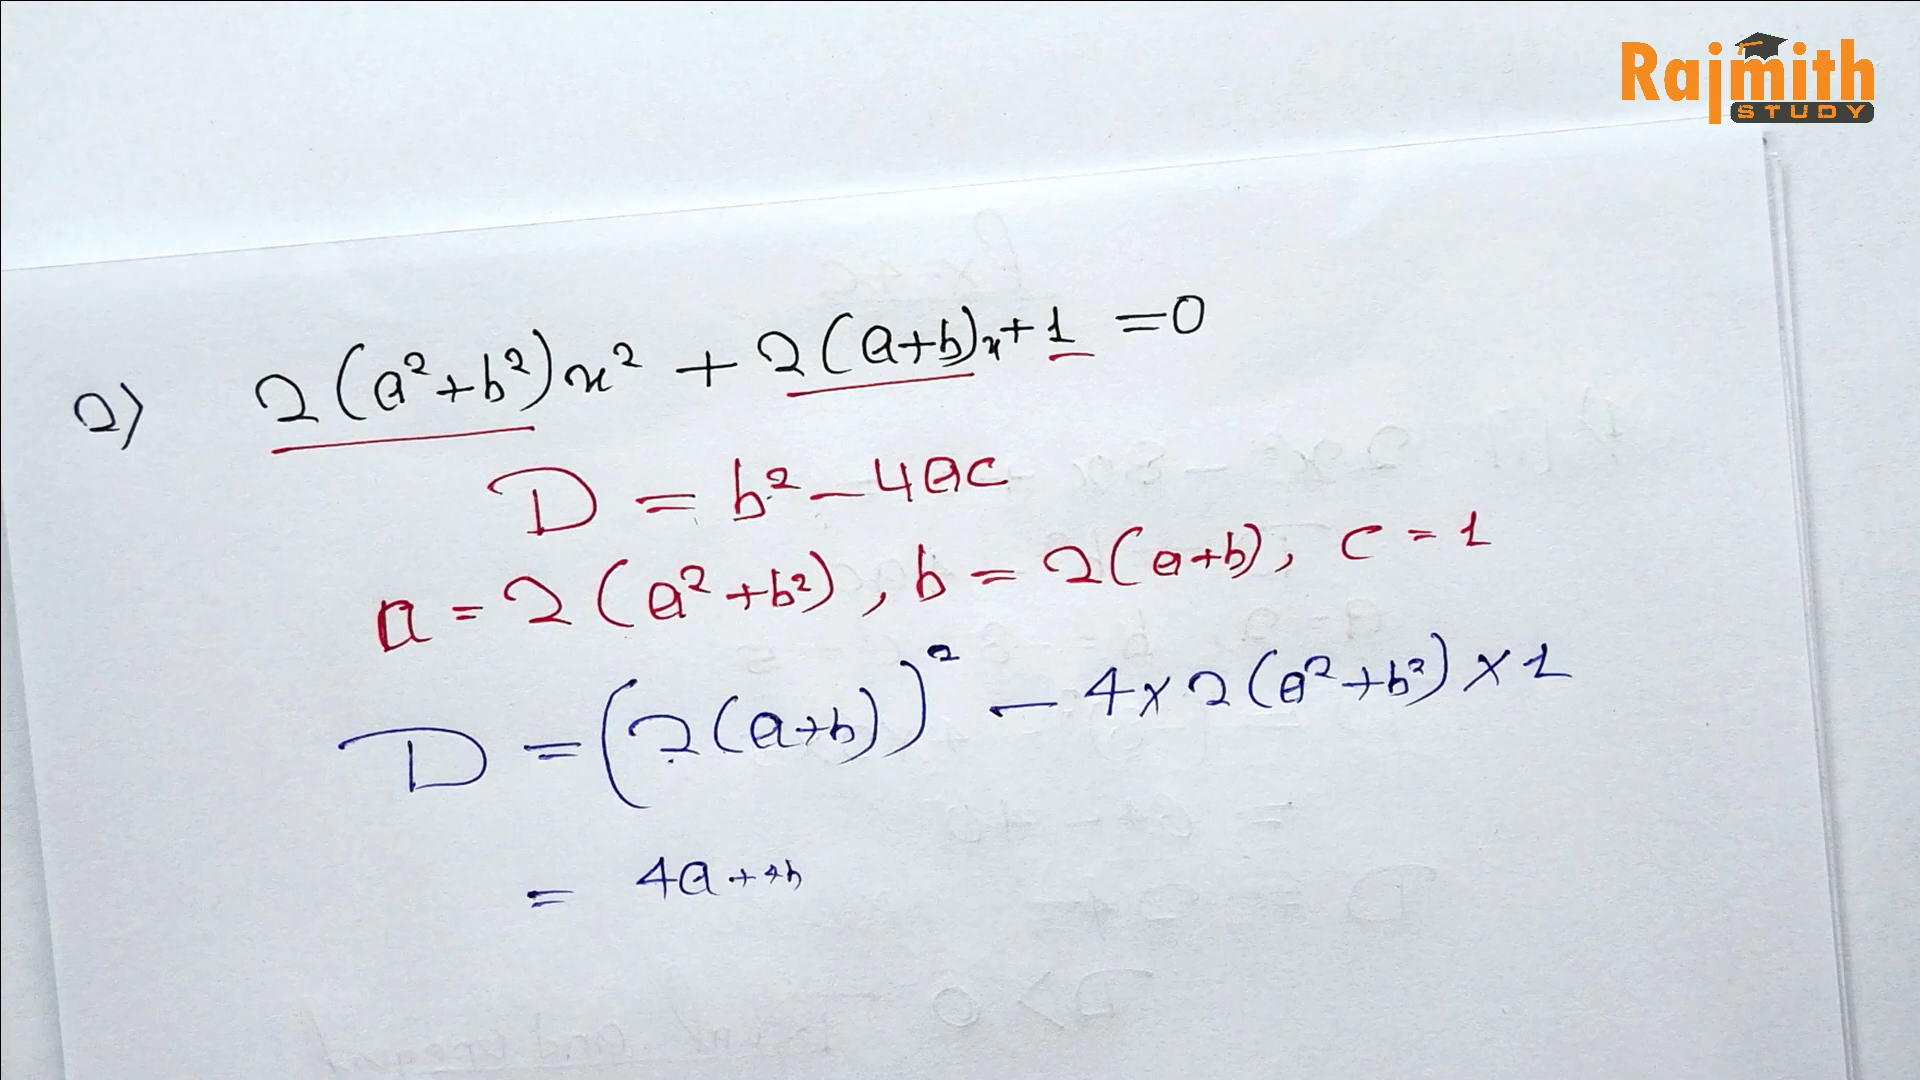 Rajmith
STUDY
2) 2(a²+b²)x² + 2(a+b)x+1 =0
D = b²-4ac
a = 2(a²+b²), b = 2(a+b), c = 1
D = (2(a+b))² - 4×2(a²+b²)×1
= 4a+4b